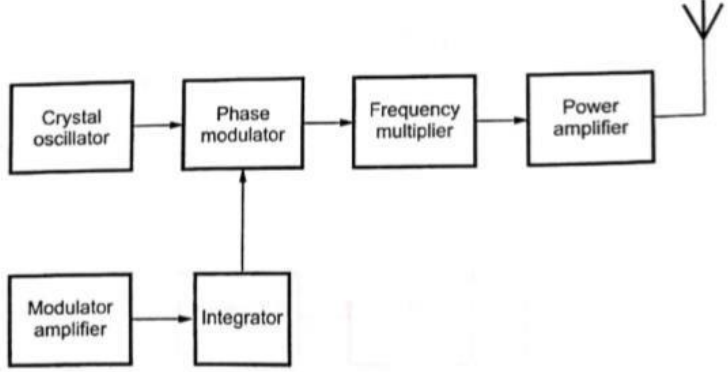 Crystal
oscillator
Phase
modulator
Frequency
multiplier
Power
amplifier
Modulator
amplifier
Integrator